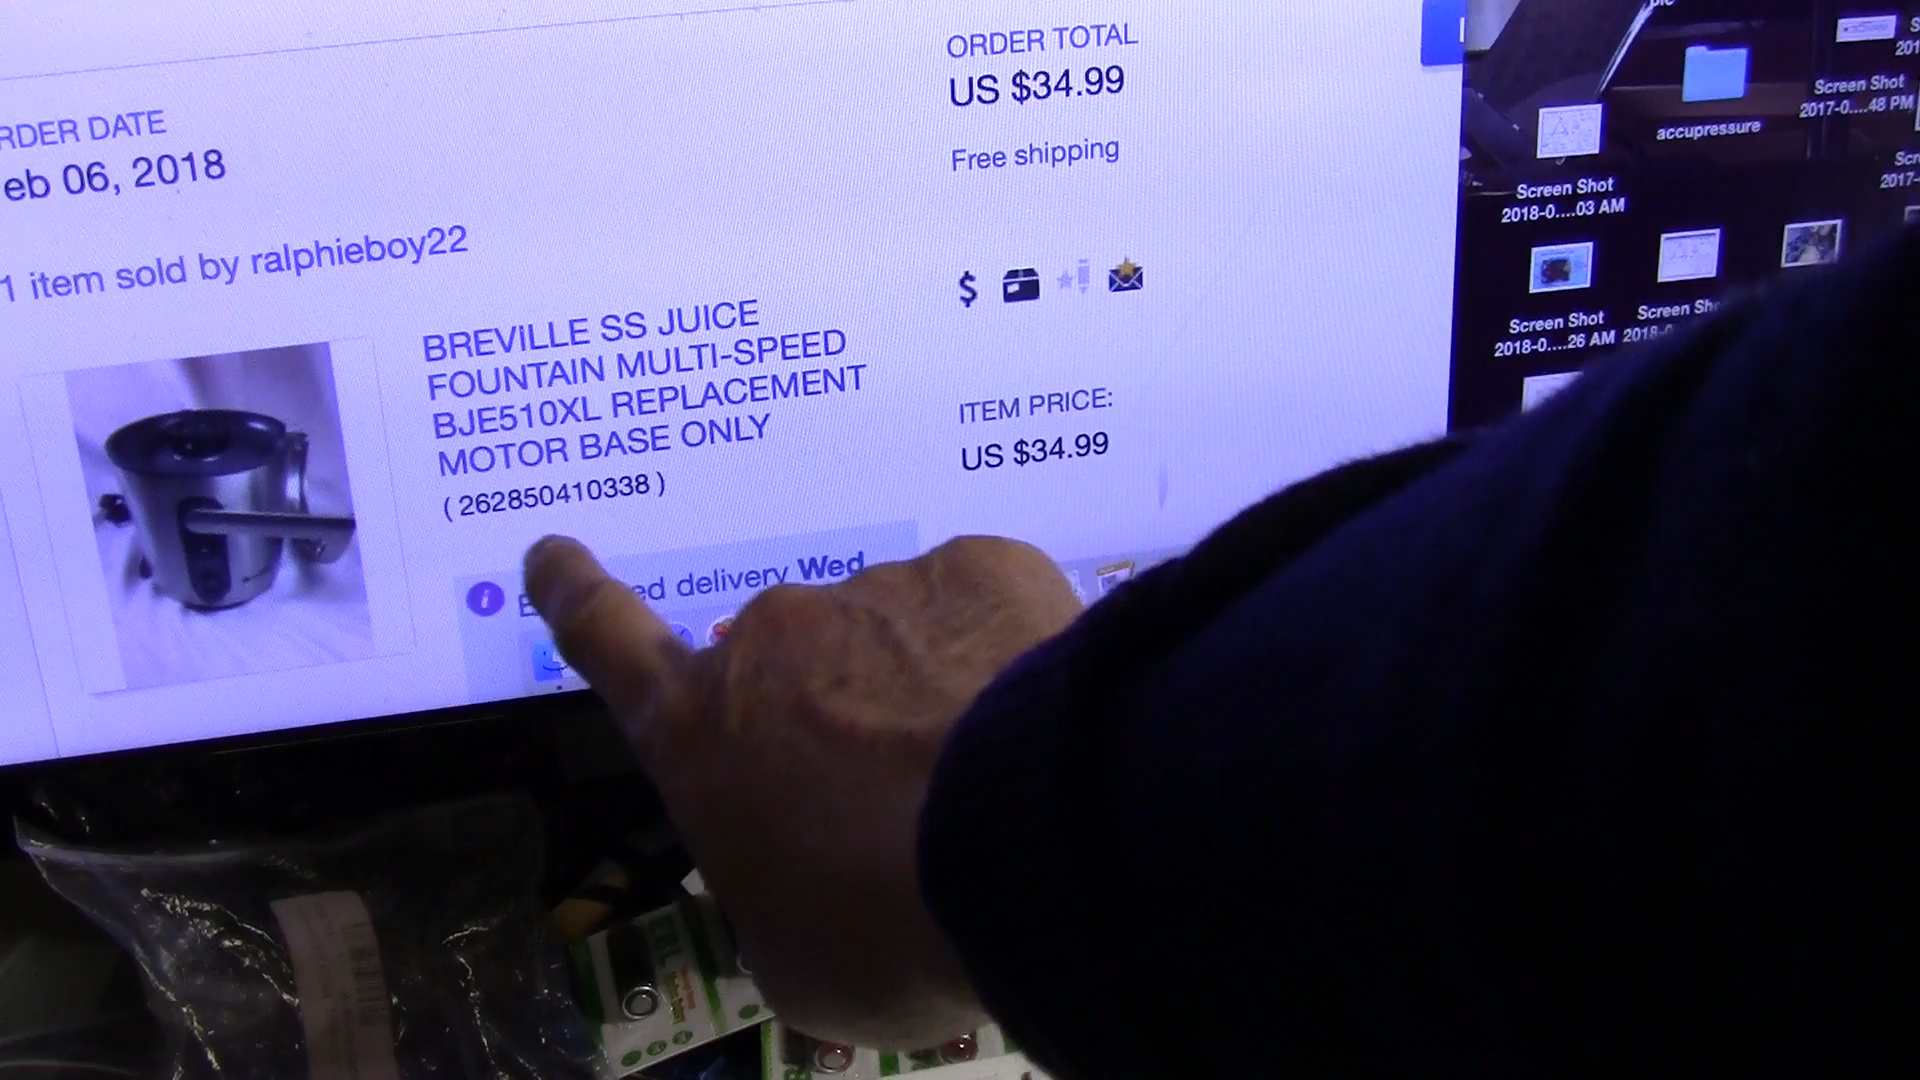 RDER DATE
eb 06, 2018
1 item sold by ralphieboy22
ORDER TOTAL
US $34.99
Free shipping
BREVILLE SS JUICE
FOUNTAIN MULTI-SPEED
BJE510XL REPLACEMENT
MOTOR BASE ONLY
( 262850410338 )
ITEM PRICE:
US $34.99
ed delivery Wed
accupressure
Screen Shot
2017-0....48 PM
Screen Shot
2018-0....03 AM
Screen Shot
2018-0....26 AM
Screen Sh
2018-0